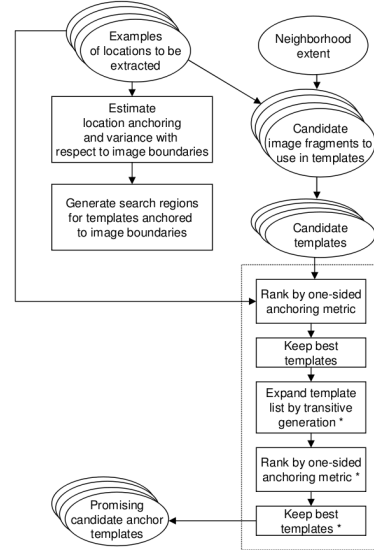 Examples
of locations to be
extracted
Neighborhood
extent
Estimate
location anchoring
and variance with
respect to image boundaries
Candidate
image fragments to
use in templates
Generate search regions
for templates anchored
to image boundaries
Candidate
templates
Rank by one-sided
anchoring metric
Keep best
templates
Expand template
list by transitive
generation *
Rank by one-sided
anchoring metric *
Promising
candidate anchor
templates
Keep best
templates *